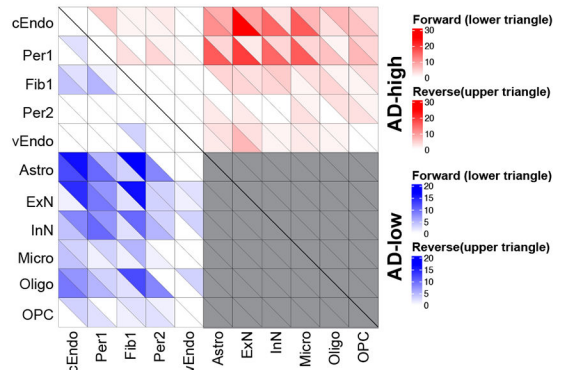 cEndo
Per1
Fib1
Per2
vEndo
Astro
ExN
InN
Micro
Oligo
OPC
cEndo
Per1
Fib1
Per2
vEndo
Astro
ExN
InN
Micro
Oligo
OPC
AD-high
Forward (lower triangle)
30
20
10
0
Reverse(upper triangle)
30
20
10
0
AD-low
Forward (lower triangle)
20
15
10
5
0
Reverse(upper triangle)
20
15
10
5
0